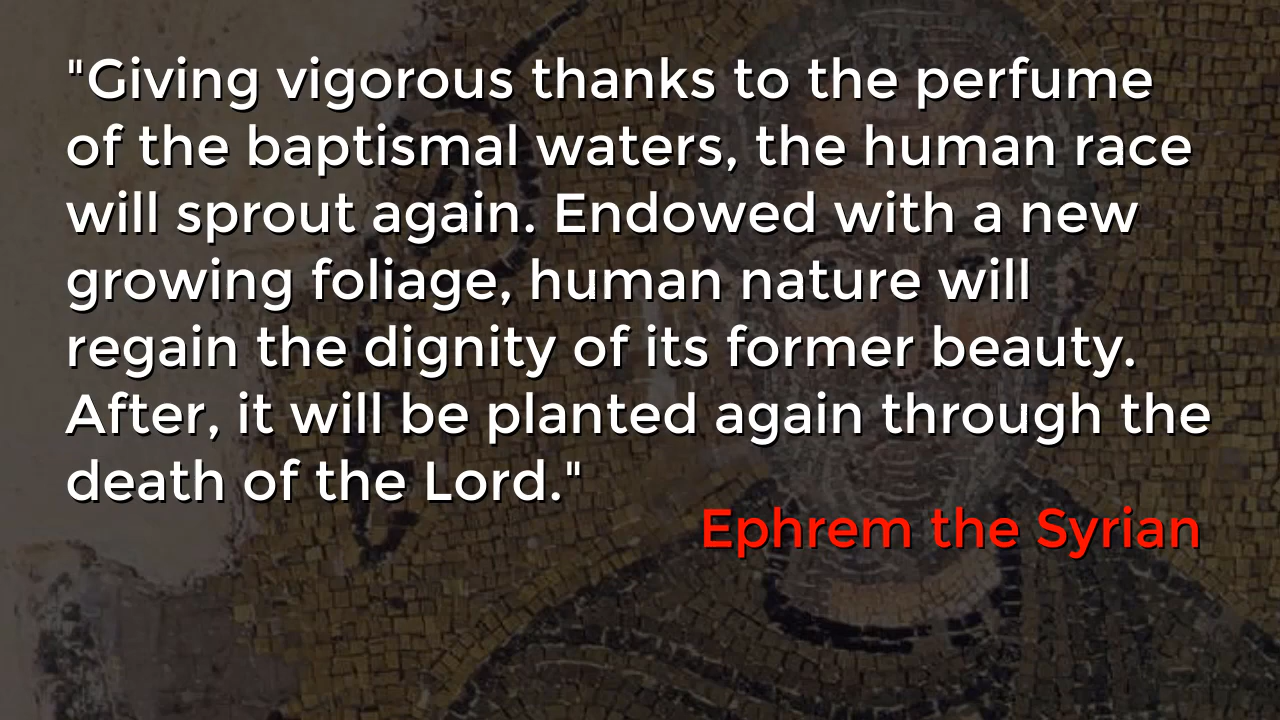 "Giving vigorous thanks to the perfume
of the baptismal waters, the human race
will sprout again. Endowed with a new
growing foliage, human nature will
regain the dignity of its former beauty.
After, it will be planted again through the
death of the Lord."
Ephrem the Syrian